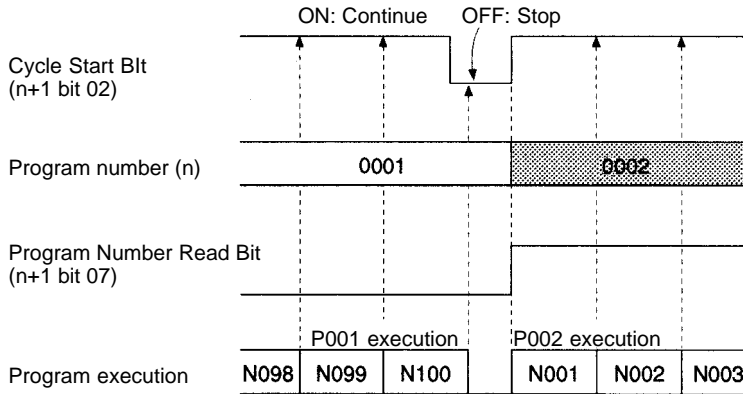 ON: Continue OFF: Stop
Cycle Start BIt
(n+1 bit 02)
Program number (n) 0001 0002
Program Number Read Bit
(n+1 bit 07)
P001 execution P002 execution
Program execution N098 N099 N100 N001 N002 N003